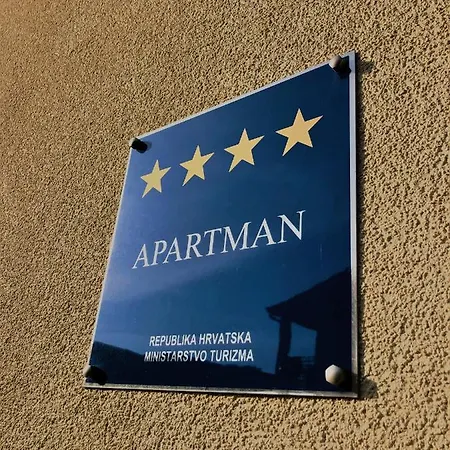 APARTMAN
REPUBLIKA HRVATSKA
MINISTARSTVO TURIZMA